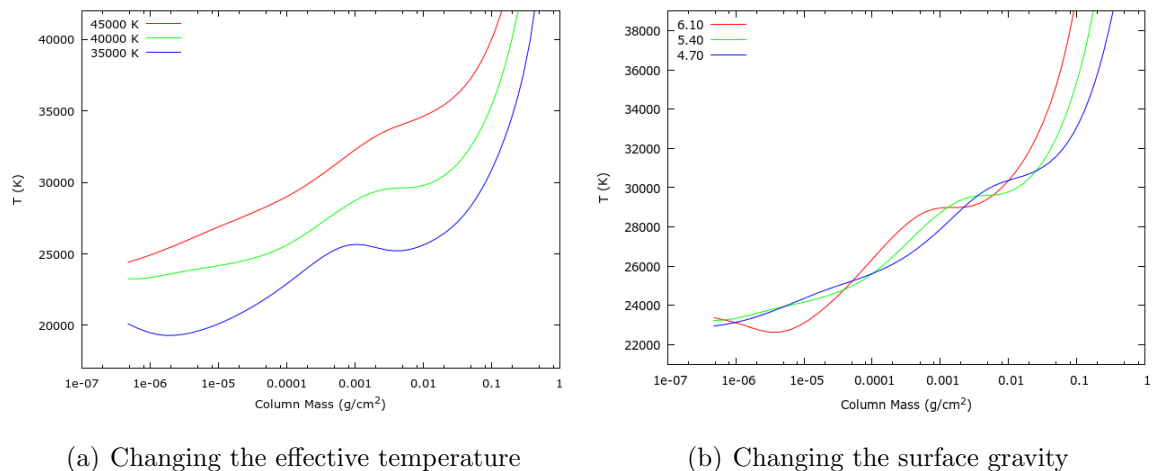 45000 K
40000 K
35000 K
40000
35000
30000
25000
20000
T (K)
1e-07 1e-06 1e-05 0.0001 0.001 0.01 0.1 1
Column Mass (g/cm²)
(a) Changing the effective temperature
6.10
5.40
4.70
38000
36000
34000
32000
30000
28000
26000
24000
22000
T (K)
1e-07 1e-06 1e-05 0.0001 0.001 0.01 0.1 1
Column Mass (g/cm²)
(b) Changing the surface gravity